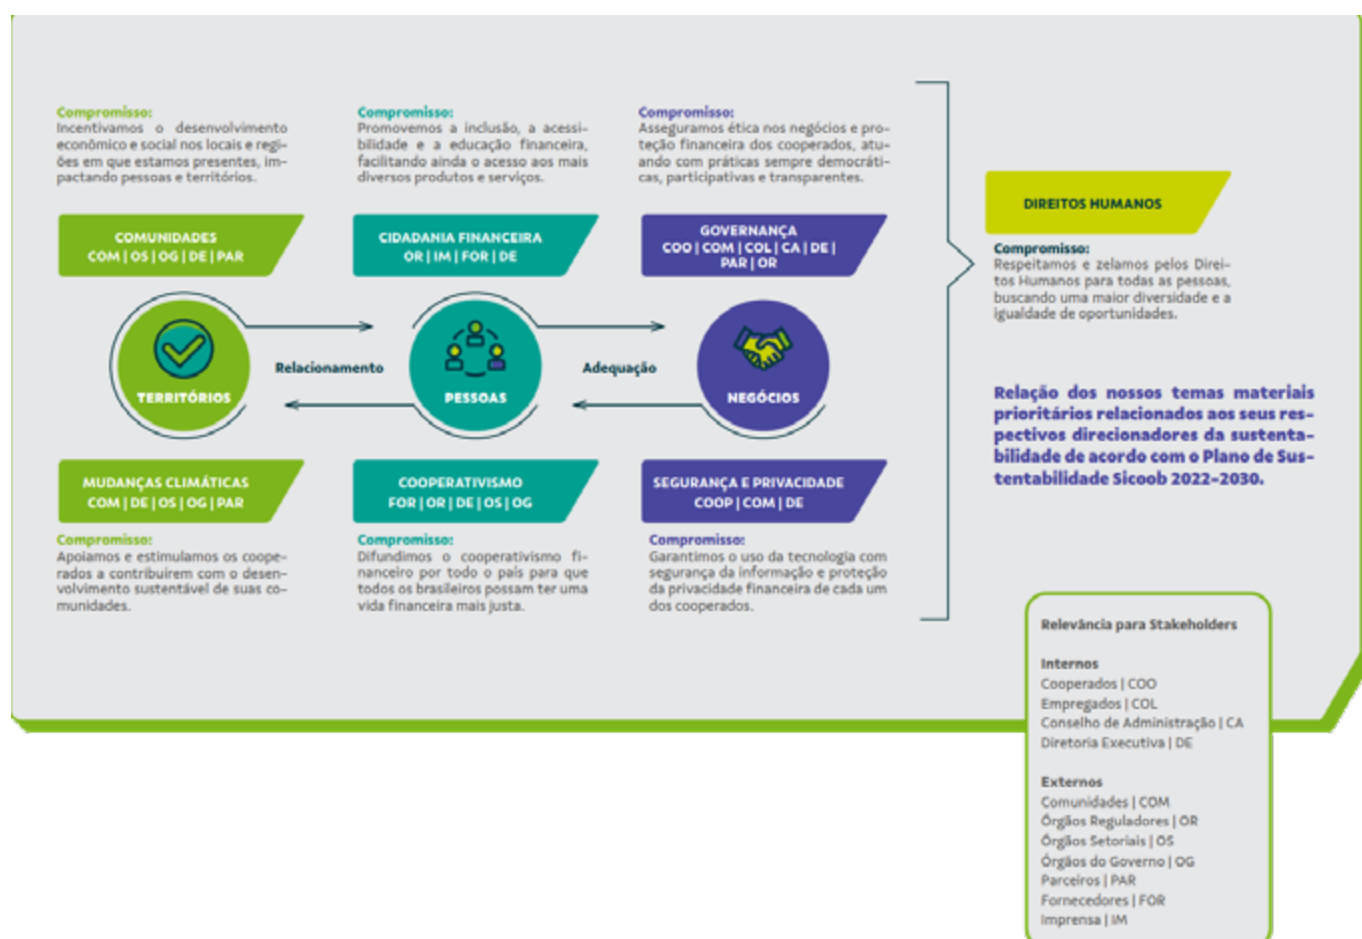 Compromisso:
Incentivamos o desenvolvimento
econômico e social nos locais e regi-
ões em que estamos presentes, im-
pactando pessoas e territórios.
Compromisso:
Promovemos a inclusão, a acessi-
bilidade e a educação financeira,
facilitando ainda o acesso aos mais
diversos produtos e serviços.
Compromisso:
Asseguramos ética nos negócios e pro-
teção financeira dos cooperados, atu-
ando com práticas sempre democráti-
cas, participativas e transparentes.
COMUNIDADES
COM | OS | OG | DE | PAR
CIDADANIA FINANCEIRA
OR | IM | FOR | DE
GOVERNANÇA
COO | COM | COL | CA | DE |
PAR | OR
TERRITÓRIOS
Relacionamento
PESSOAS
Adequação
NEGÓCIOS
MUDANÇAS CLIMÁTICAS
COM | DE | OS | OG | PAR
COOPERATIVISMO
FOR | OR | DE | OS | OG
SEGURANÇA E PRIVACIDADE
COOP | COM | DE
Compromisso:
Apoiamos e estimulamos os coope-
rados a contribuírem com o desen-
volvimento sustentável de suas co-
munidades.
Compromisso:
Difundimos o cooperativismo fi-
nanceiro por todo o país para que
todos os brasileiros possam ter uma
vida financeira mais justa.
Compromisso:
Garantimos o uso da tecnologia com
segurança da informação e proteção
da privacidade financeira de cada um
dos cooperados.
DIREITOS HUMANOS
Compromisso:
Respeitamos e zelamos pelos Direi-
tos Humanos para todas as pessoas,
buscando uma maior diversidade e a
igualdade de oportunidades.
Relação dos nossos temas materiais
prioritários relacionados aos seus res-
pectivos direcionadores da sustenta-
bilidade de acordo com o Plano de Sus-
tentabilidade Sicoob 2022-2030.
Relevância para Stakeholders
Internos
Cooperados | COO
Empregados | COL
Conselho de Administração | CA
Diretoria Executiva | DE
Externos
Comunidades | COM
Órgãos Reguladores | OR
Órgãos Setoriais | OS
Órgãos do Governo | OG
Parceiros | PAR
Fornecedores | FOR
Imprensa | IM